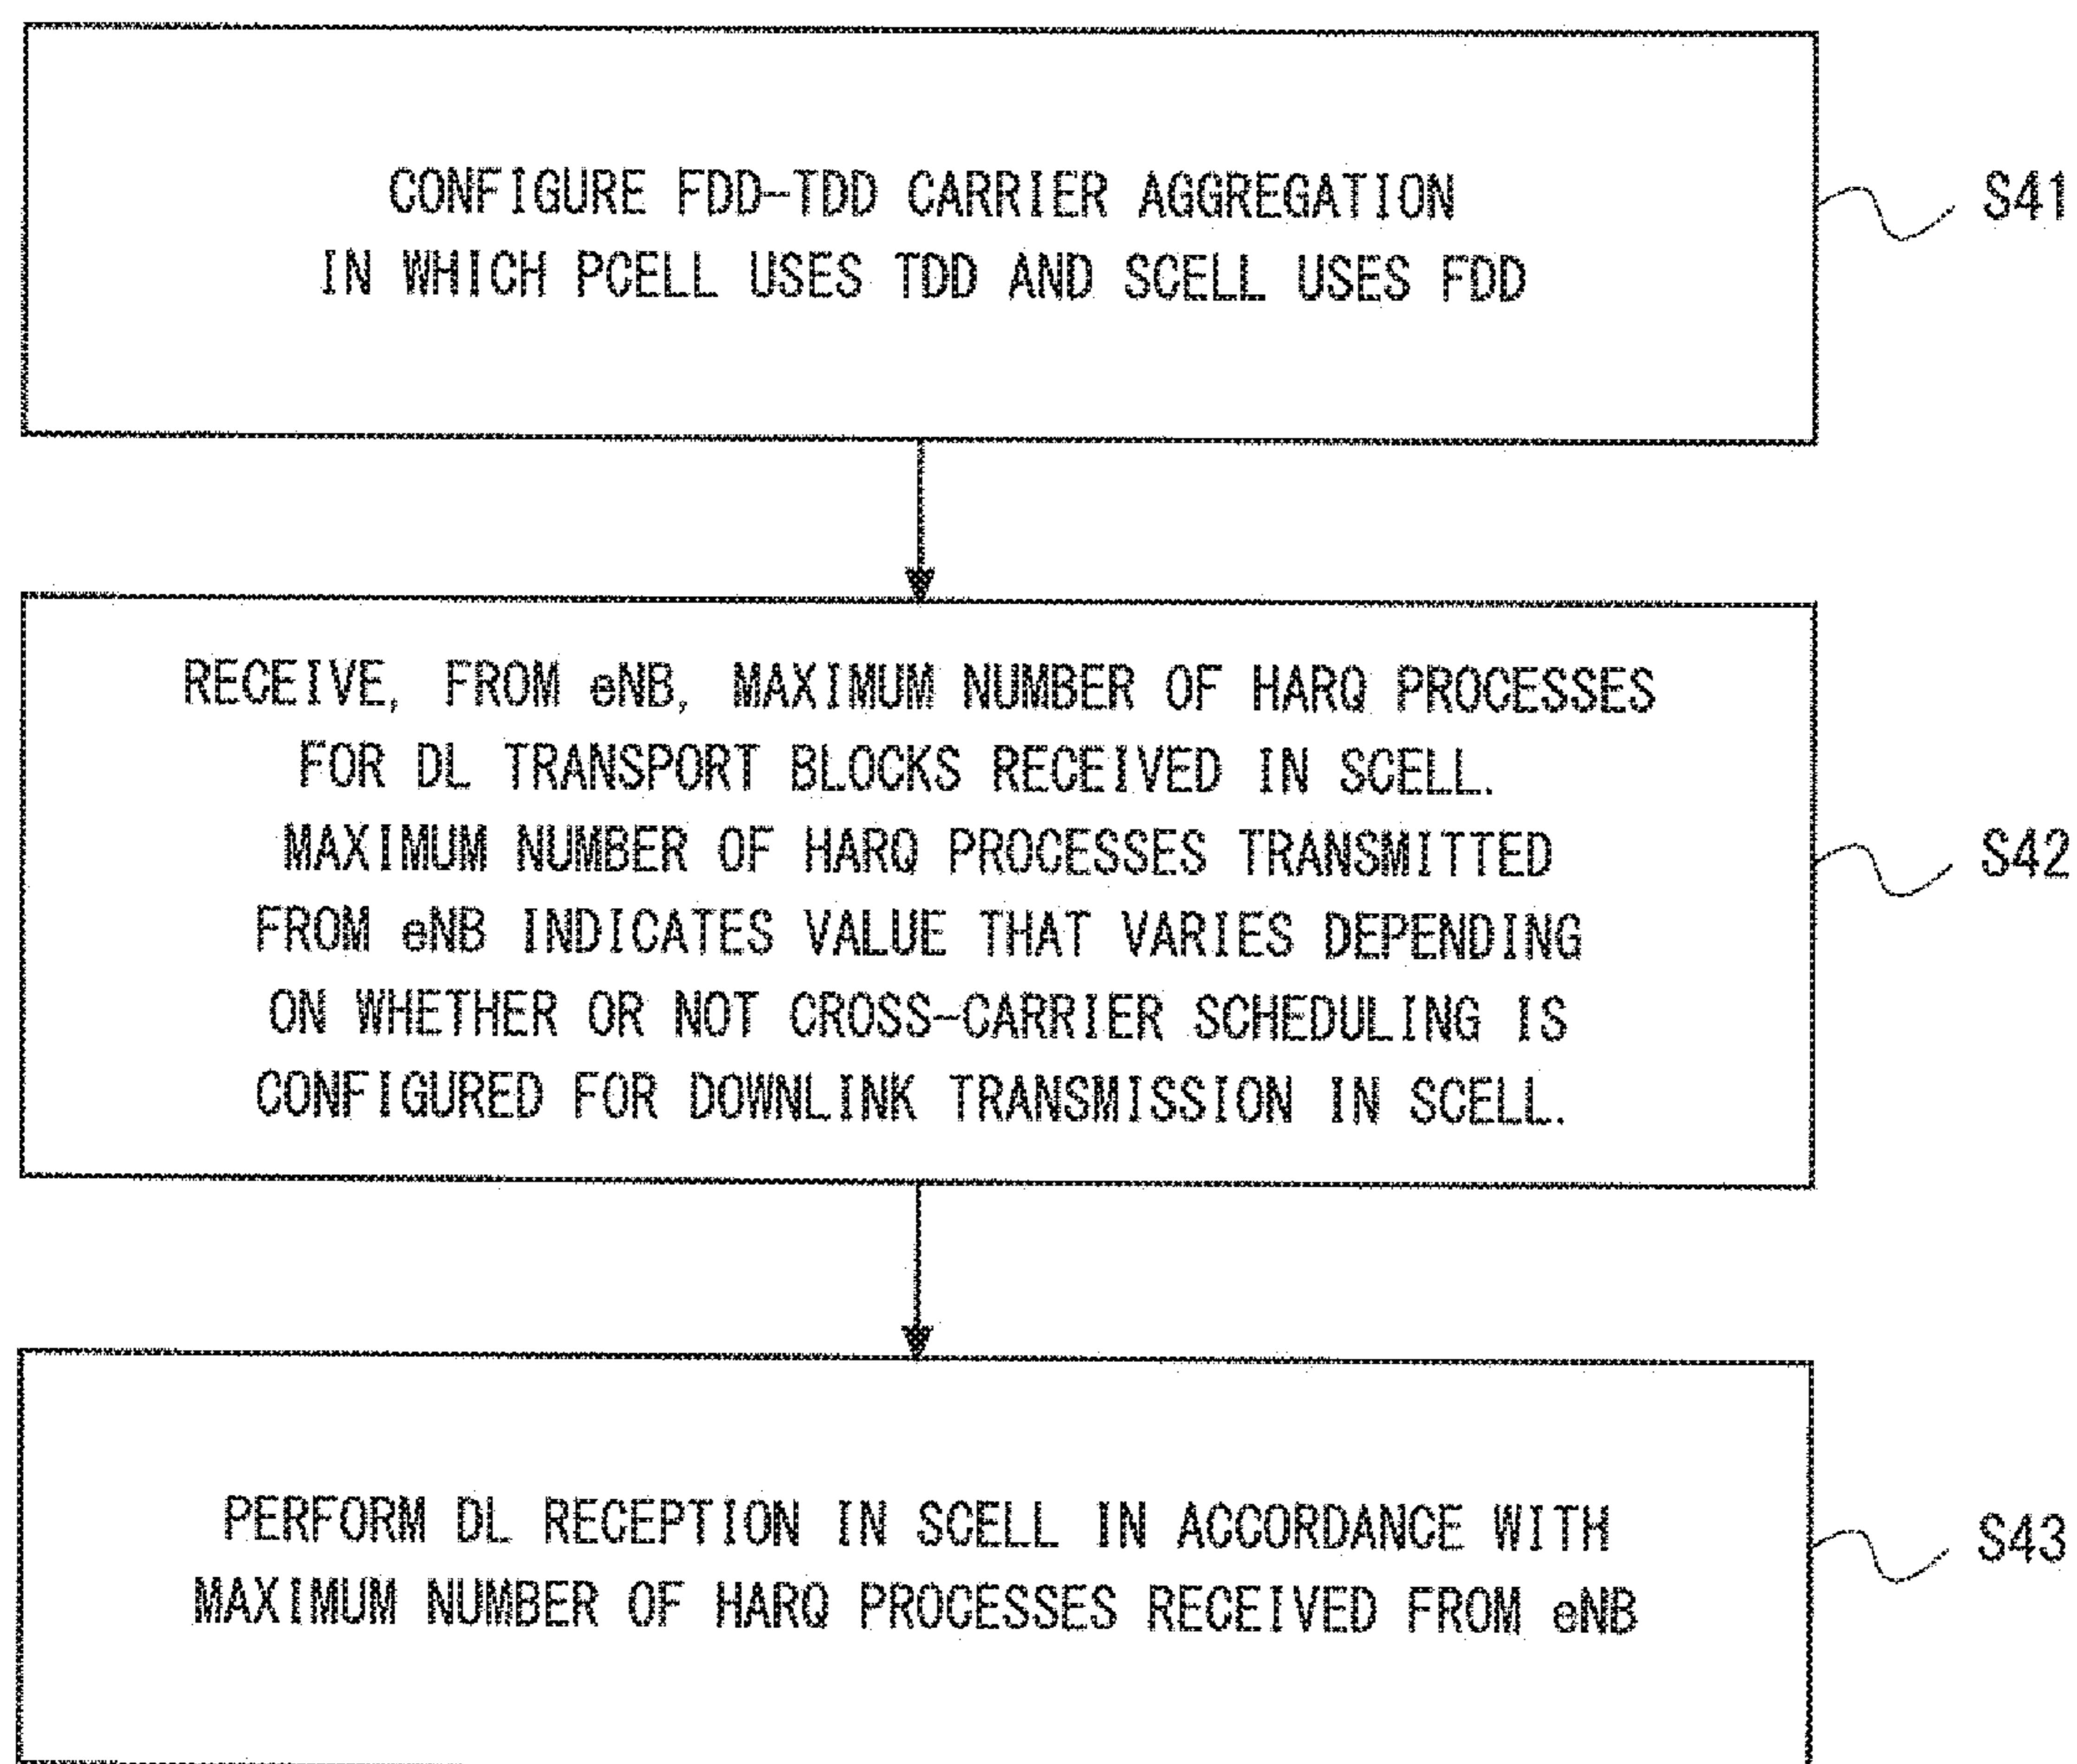 CONFIGURE FDD-TDD CARRIER AGGREGATION
IN WHICH PCELL USES TDD AND SCELL USES FDD
S41
RECEIVE, FROM eNB, MAXIMUM NUMBER OF HARQ PROCESSES
FOR DL TRANSPORT BLOCKS RECEIVED IN SCELL.
MAXIMUM NUMBER OF HARQ PROCESSES TRANSMITTED
FROM eNB INDICATES VALUE THAT VARIES DEPENDING
ON WHETHER OR NOT CROSS-CARRIER SCHEDULING IS
CONFIGURED FOR DOWNLINK TRANSMISSION IN SCELL.
S42
PERFORM DL RECEPTION IN SCELL IN ACCORDANCE WITH
MAXIMUM NUMBER OF HARQ PROCESSES RECEIVED FROM eNB
S43